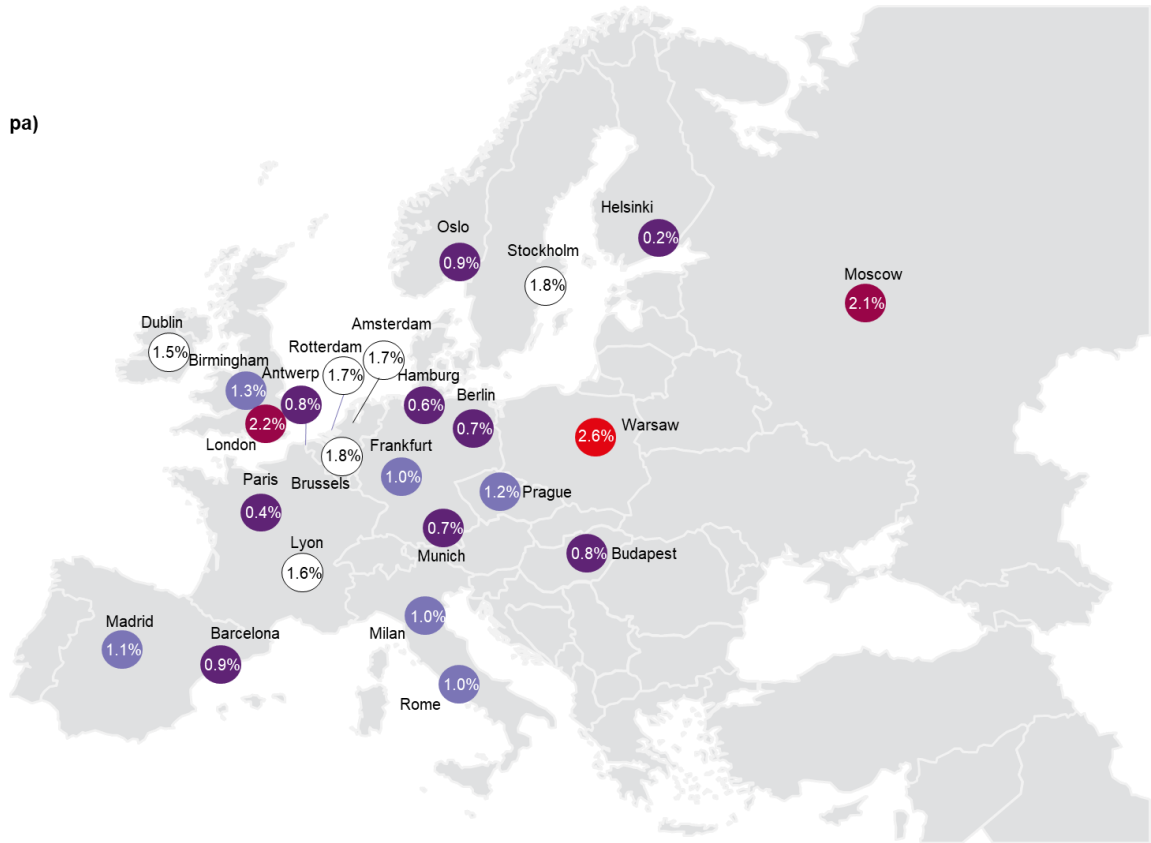 pa)
Helsinki
0.2%
Oslo
0.9%
Stockholm
1.8%
Moscow
2.1%
Dublin
1.5%
Amsterdam
1.7%
Rotterdam
1.7%
Birmingham
1.3%
Antwerp
0.8%
Hamburg
0.6%
Berlin
0.7%
London
2.2%
Warsaw
2.6%
Brussels
1.8%
Frankfurt
1.0%
Prague
1.2%
Paris
0.4%
Munich
0.7%
Budapest
0.8%
Lyon
1.6%
Madrid
1.1%
Barcelona
0.9%
Milan
1.0%
Rome
1.0%